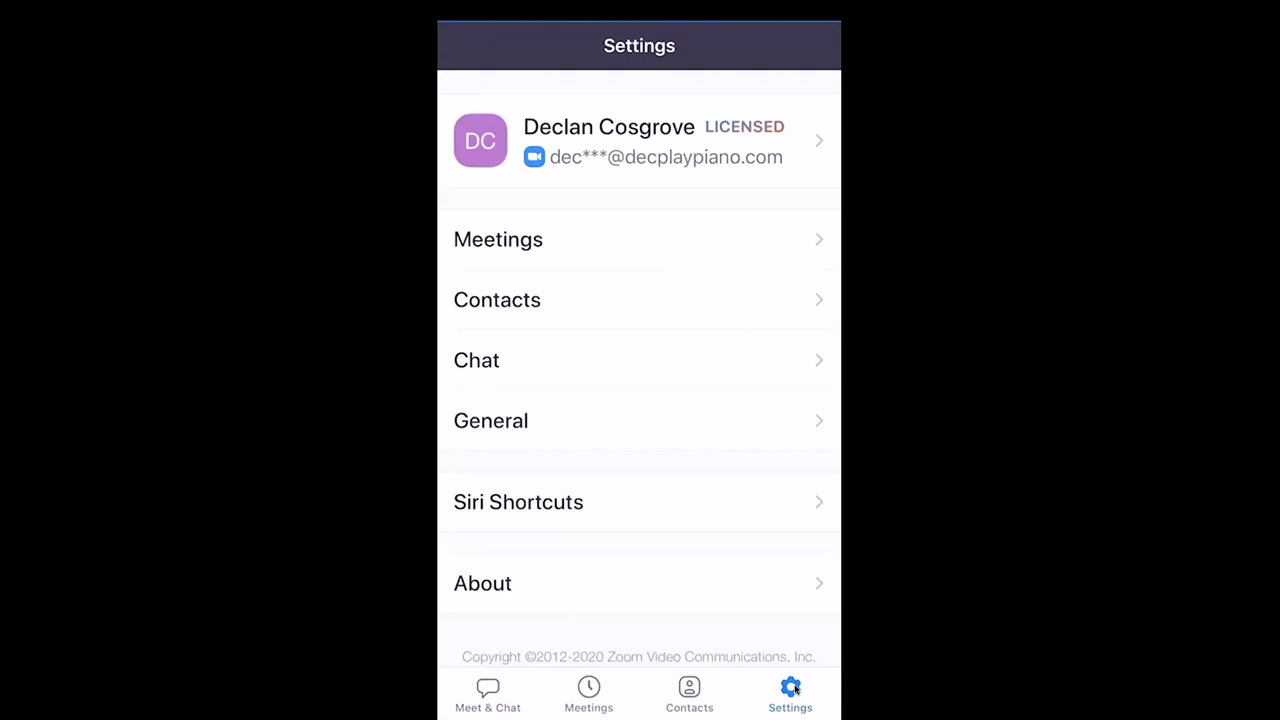 Settings
DC
Declan Cosgrove LICENSED
dec***@decplaypiano.com
Meetings
Contacts
Chat
General
Siri Shortcuts
About
Copyright ©2012-2020 Zoom Video Communications, Inc.
Meet & Chat Meetings Contacts Settings